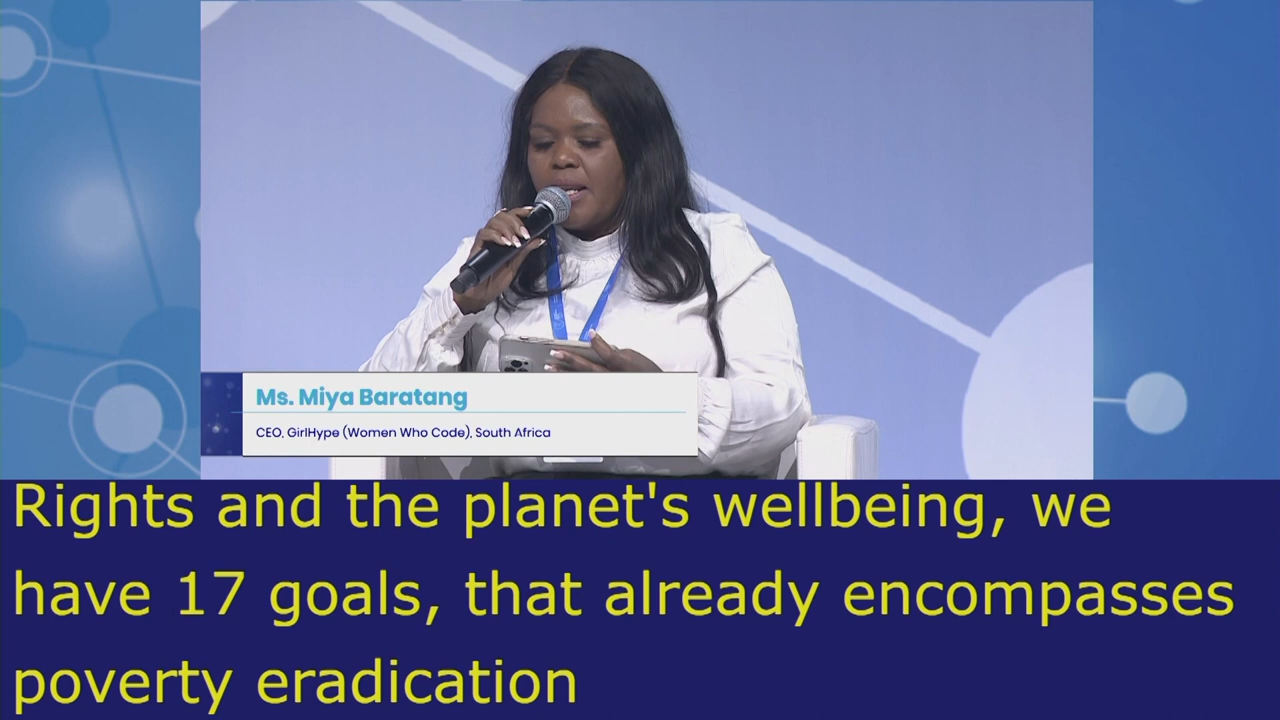 Ms. Miya Baratang
CEO, GirlHype (Women Who Code), South Africa
Rights and the planet's wellbeing, we
have 17 goals, that already encompasses
poverty eradication